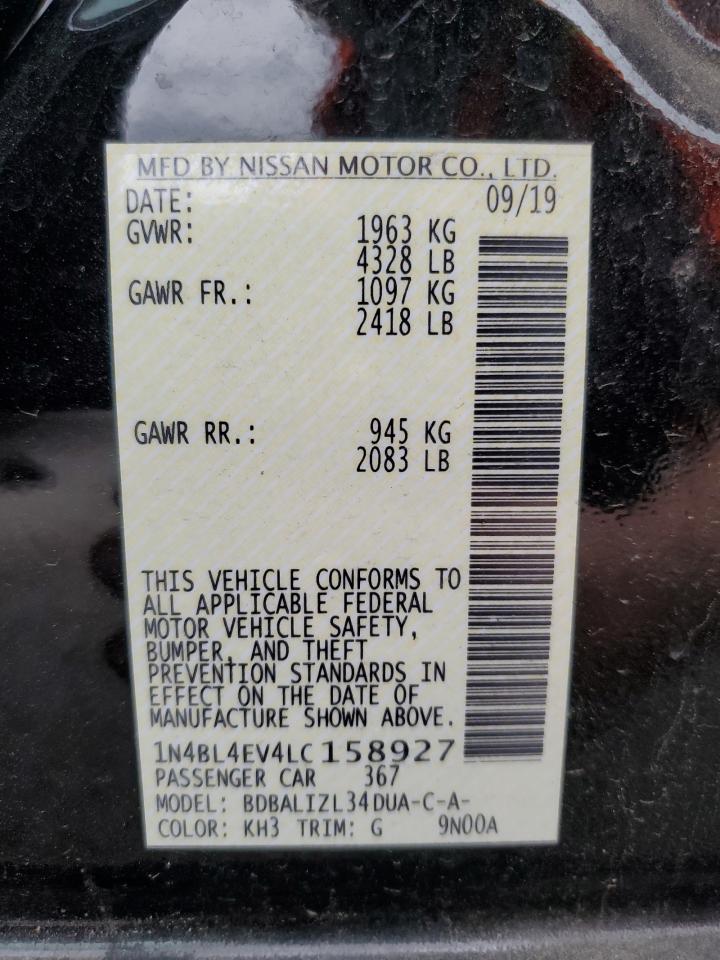 MFD BY NISSAN MOTOR CO., LTD.
DATE: 09/19
GVWR: 1963 KG
4328 LB
GAWR FR.: 1097 KG
2418 LB
GAWR RR.: 945 KG
2083 LB
THIS VEHICLE CONFORMS TO
ALL APPLICABLE FEDERAL
MOTOR VEHICLE SAFETY,
BUMPER, AND THEFT
PREVENTION STANDARDS IN
EFFECT ON THE DATE OF
MANUFACTURE SHOWN ABOVE.
1N4BL4EV4LC158927
PASSENGER CAR 367
MODEL: BDBALIZL34DUA-C-A-
COLOR: KH3 TRIM: G 9N00A